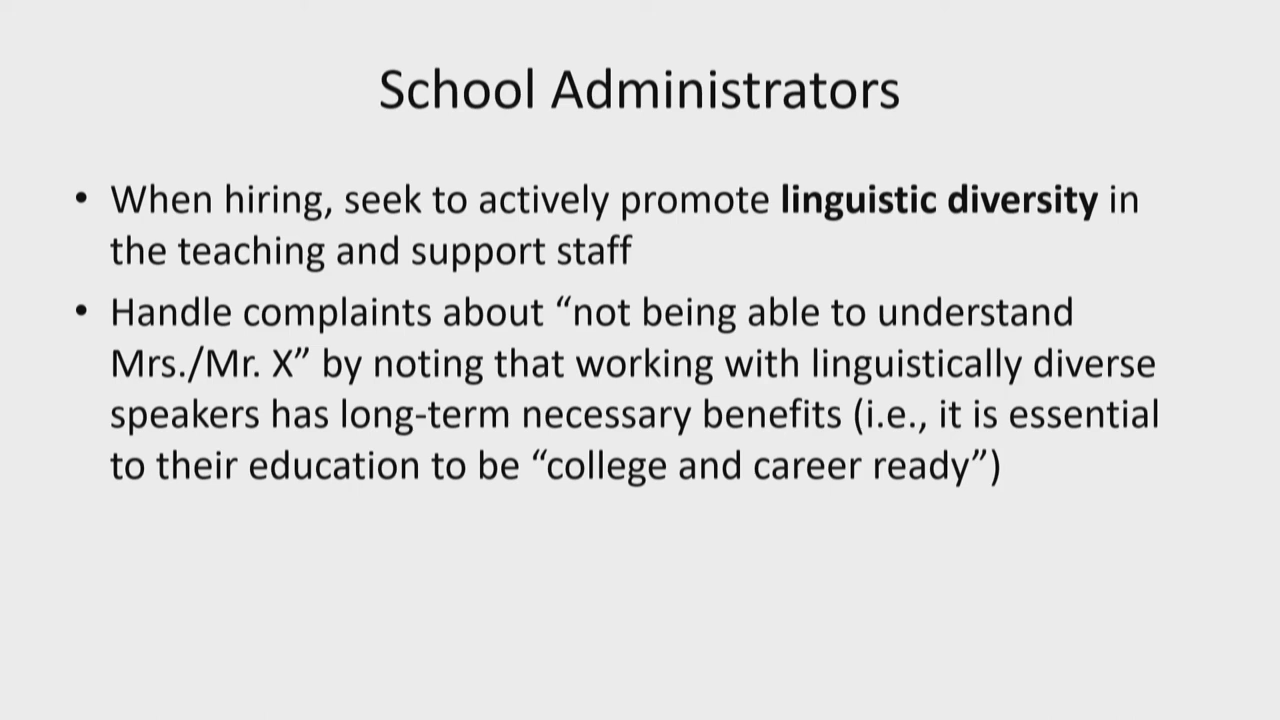 School Administrators
• When hiring, seek to actively promote linguistic diversity in
the teaching and support staff
• Handle complaints about “not being able to understand
Mrs./Mr. X” by noting that working with linguistically diverse
speakers has long-term necessary benefits (i.e., it is essential
to their education to be “college and career ready”)